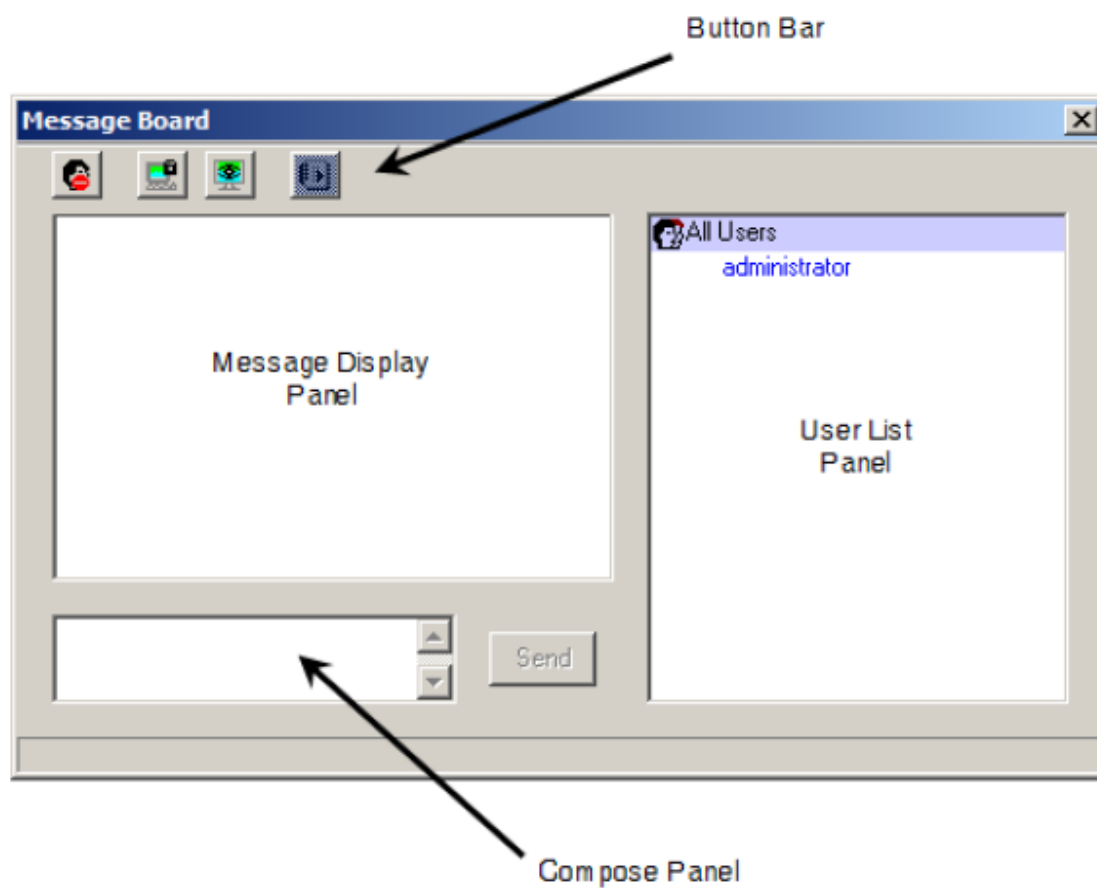 Button Bar
Message Board
All Users
administrator
Message Display
Panel
User List
Panel
Send
Compose Panel